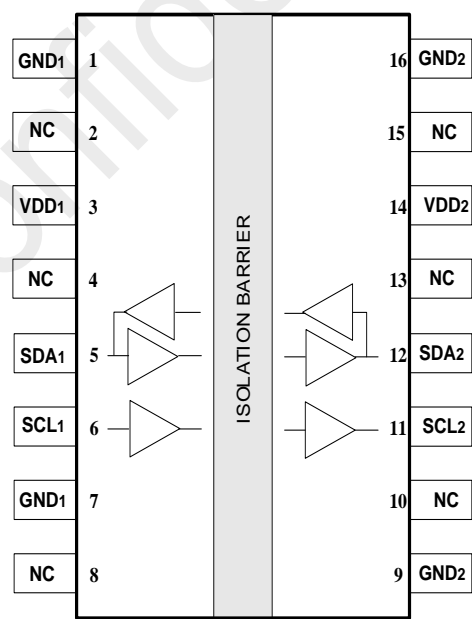 GND1 1 16 GND2
NC 2 15 NC
VDD1 3 14 VDD2
NC 4 13 NC
ISOLATION BARRIER
SDA1 5 12 SDA2
SCL1 6 11 SCL2
GND1 7 10 NC
NC 8 9 GND2